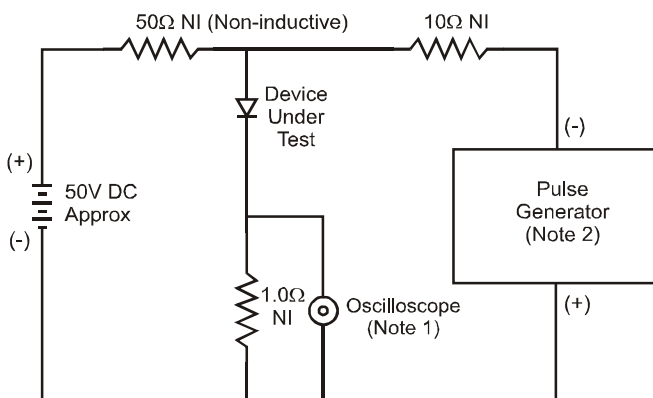 50Ω NI (Non-inductive)
10Ω NI
Device
Under
Test
(-)
(+)
50V DC
Approx
(-)
Pulse
Generator
(Note 2)
1.0Ω
NI
Oscilloscope
(Note 1)
(+)